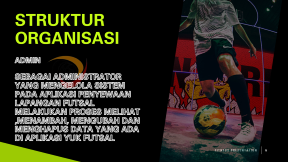 STRUKTUR
ORGANISASI
ADMIN
SEBAGAI ADMINISTRATOR
YANG MENGELOLA SISTEM
PADA APLIKASI PENYEWAAN
LAPANGAN FUTSAL
MELAKUKAN PROSES MELIHAT
,MENAMBAH, MENGUBAH DAN
MENGHAPUS DATA YANG ADA
DI APLIKASI YUK FUTSAL